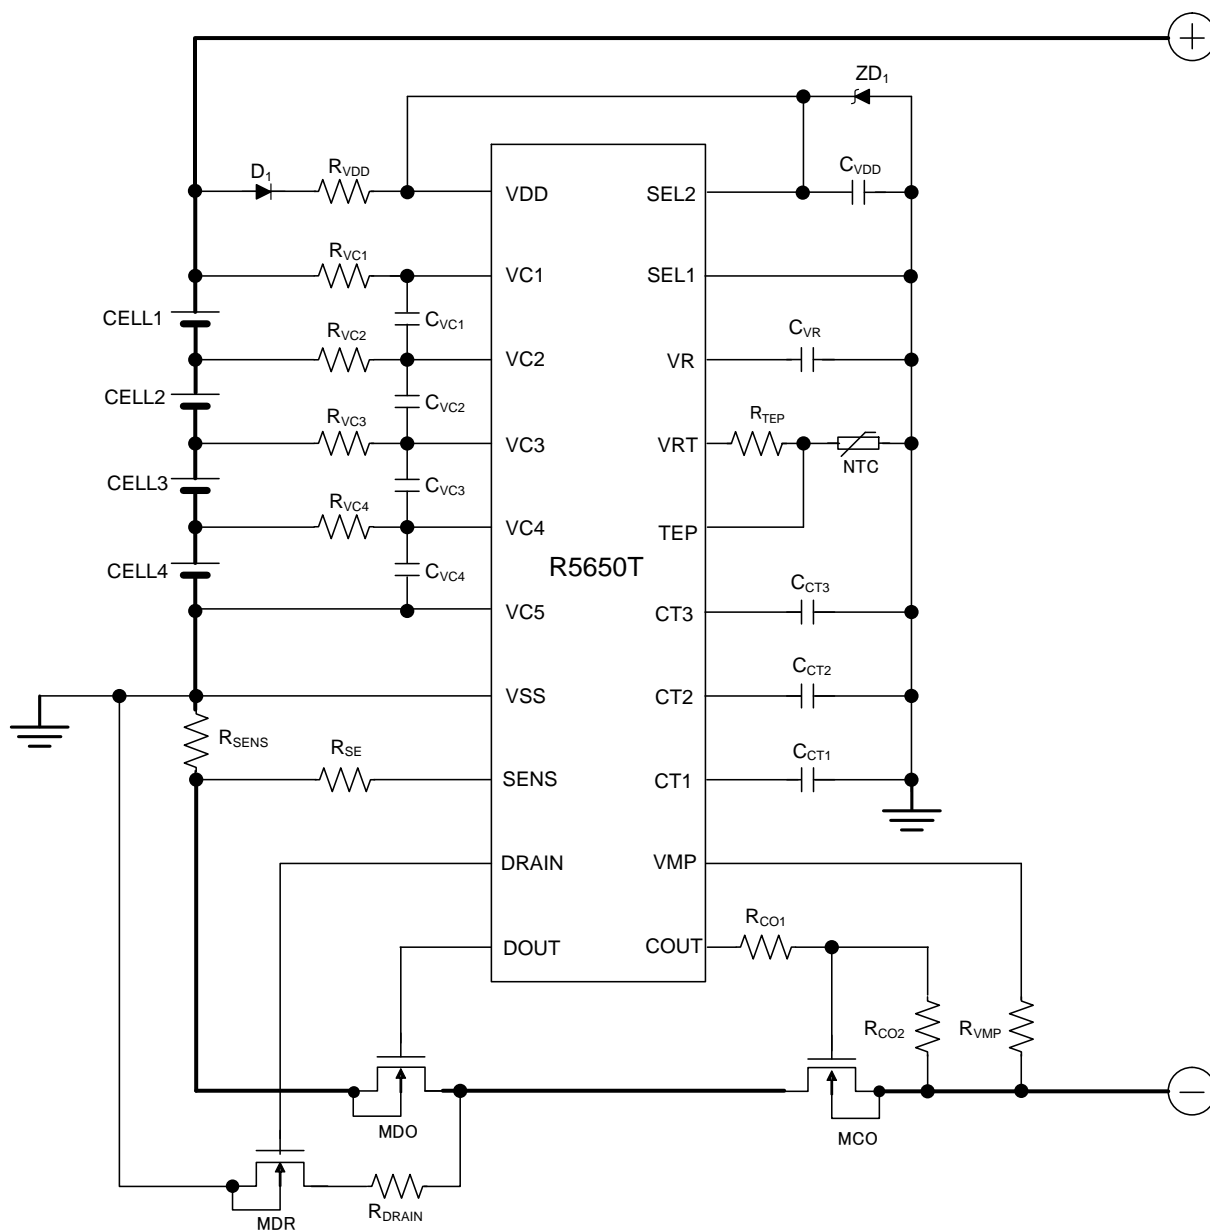 +
ZD1
D1
RVDD
CVDD
VDD
SEL2
RVC1
VC1
SEL1
CELL1
CVC1
CVR
RVC2
VC2
VR
CELL2
CVC2
RTEP
RVC3
VC3
VRT
NTC
CELL3
CVC3
RVC4
VC4
TEP
CELL4
CVC4
R5650T
CCT3
VC5
CT3
CCT2
VSS
CT2
RSENS
RSE
CCT1
SENS
CT1
DRAIN
VMP
RCO1
DOUT
COUT
RCO2
RVMP
−
MDO
MCO
RDRAIN
MDR